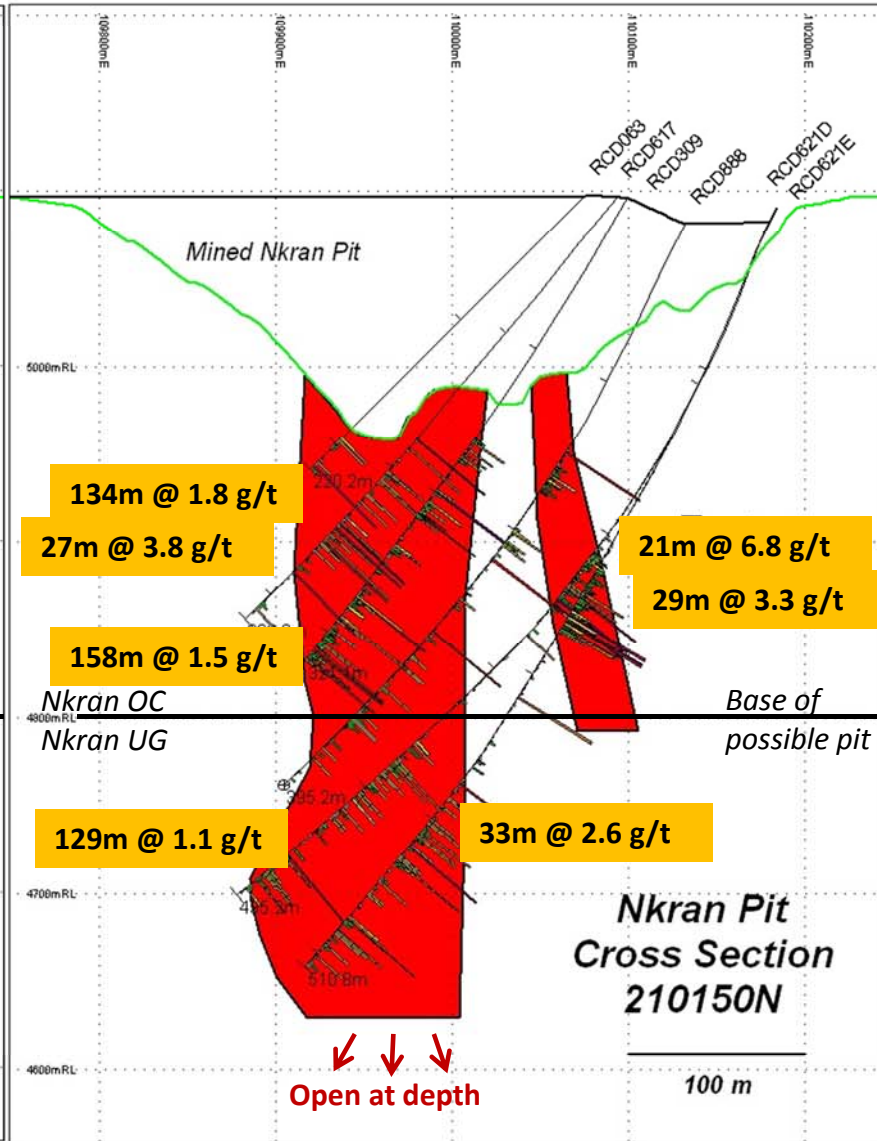 109800mE
109900mE
110000mE
110100mE
110200mE
RCD063
RCD617
RCD309
RCD888
RCD621D
RCD621E
Mined Nkran Pit
5000mRL
220.2m
134m @ 1.8 g/t
27m @ 3.8 g/t
21m @ 6.8 g/t
29m @ 3.3 g/t
158m @ 1.5 g/t
Nkran OC
Base of
4800mRL
Nkran UG
possible pit
395.2m
129m @ 1.1 g/t
33m @ 2.6 g/t
4700mRL
510.8m
Nkran Pit
Cross Section
210150N
4600mRL
100 m
Open at depth